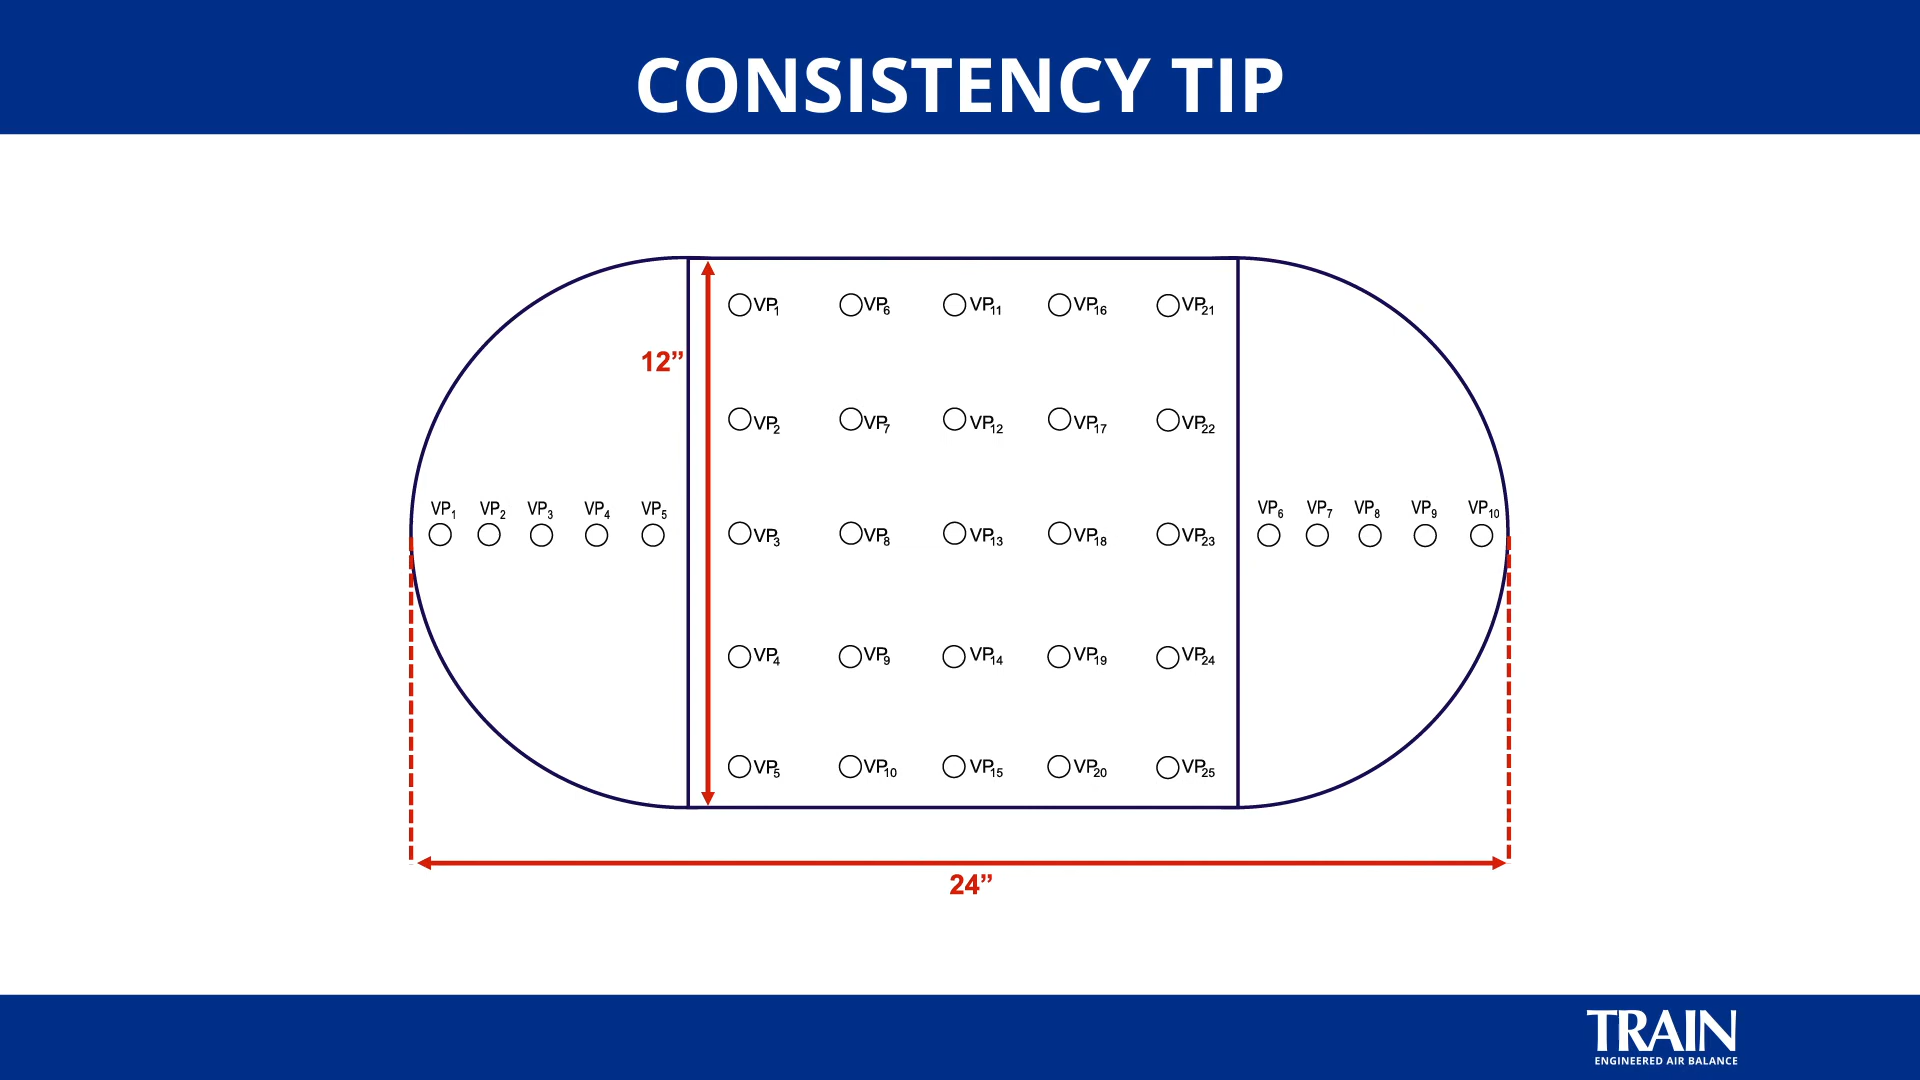 CONSISTENCY TIP
VP1 VP6 VP11 VP16 VP21
12”
VP2 VP7 VP12 VP17 VP22
VP1 VP2 VP3 VP4 VP5
VP3 VP8 VP13 VP18 VP23
VP6 VP7 VP8 VP9 VP10
VP4 VP9 VP14 VP19 VP24
VP5 VP10 VP15 VP20 VP25
24”
TRAIN
ENGINEERED AIR BALANCE